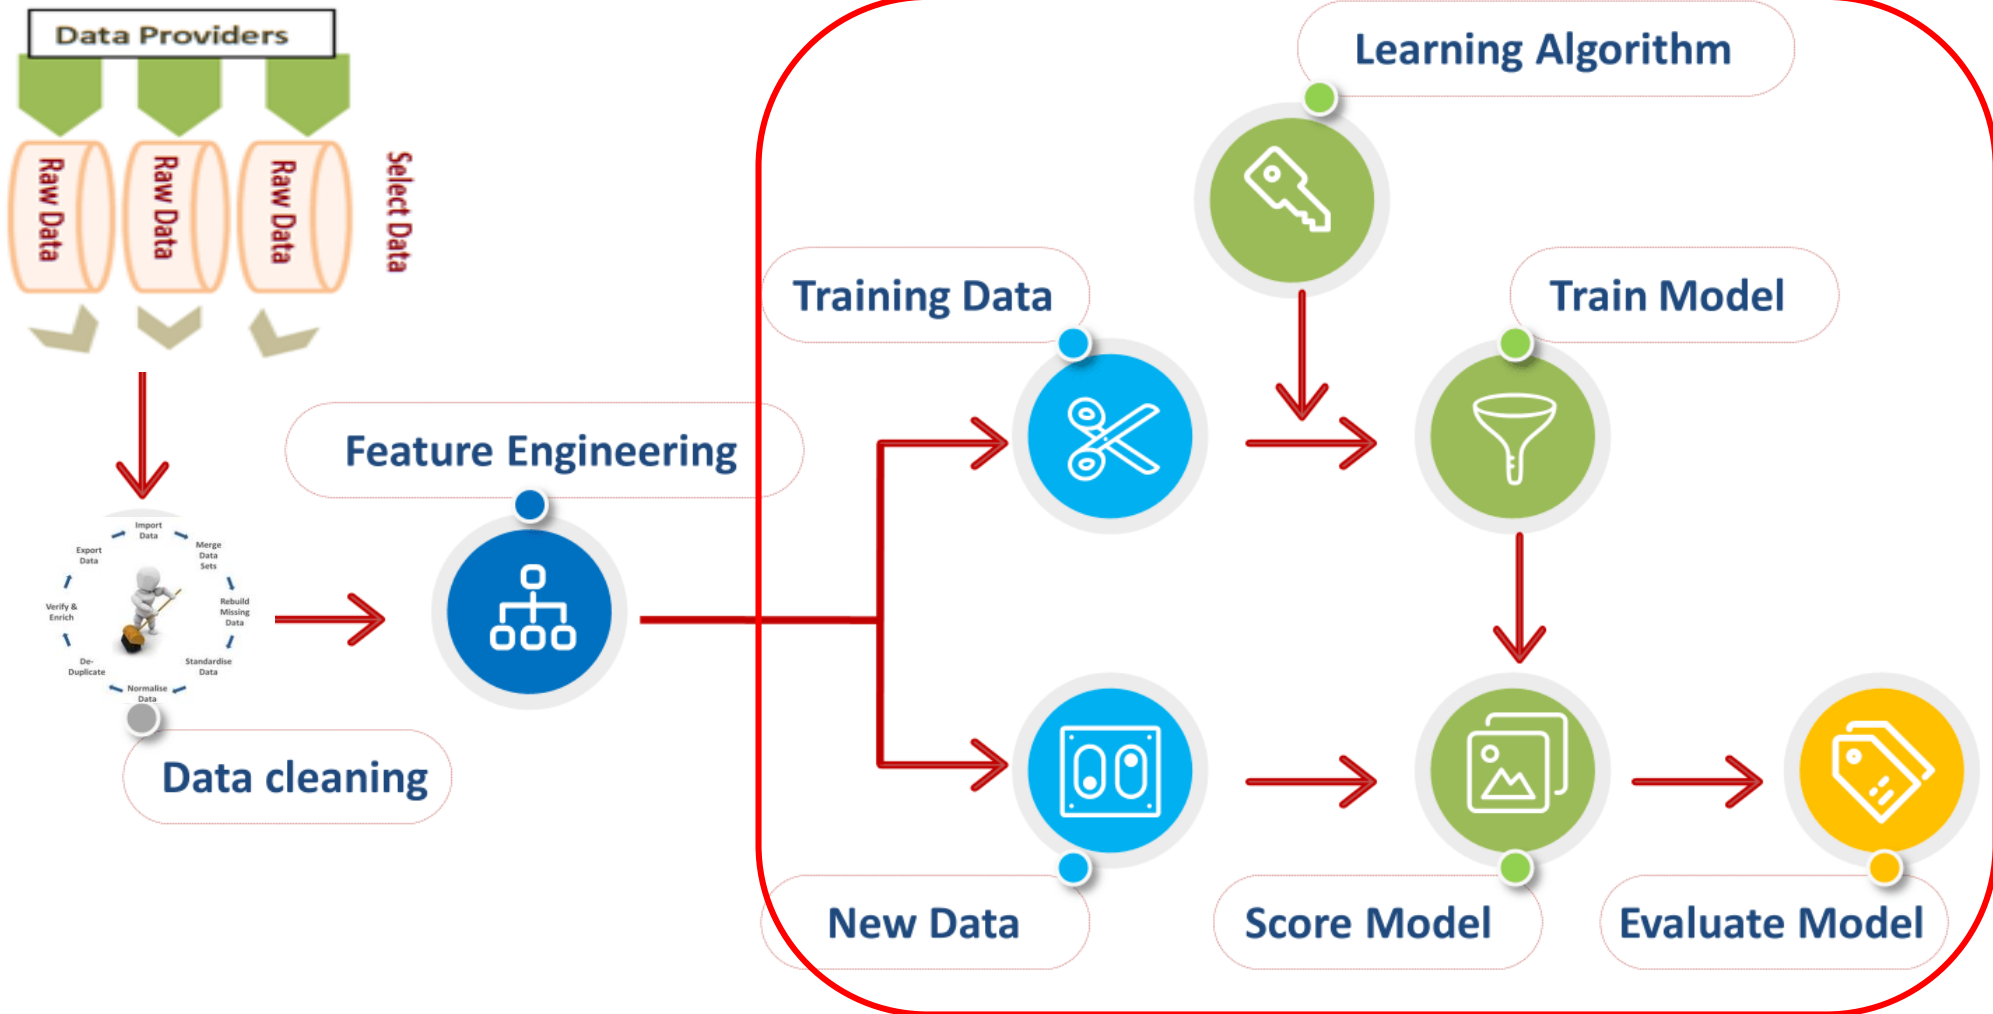 Data Providers
Raw Data
Raw Data
Raw Data
Select Data
Learning Algorithm
Training Data
Train Model
Feature Engineering
Import
Data
Merge
Data
Sets
Rebuild
Missing
Data
Standardise
Data
Normalise
Data
De-
Duplicate
Verify &
Enrich
Export
Data
Data cleaning
New Data
Score Model
Evaluate Model